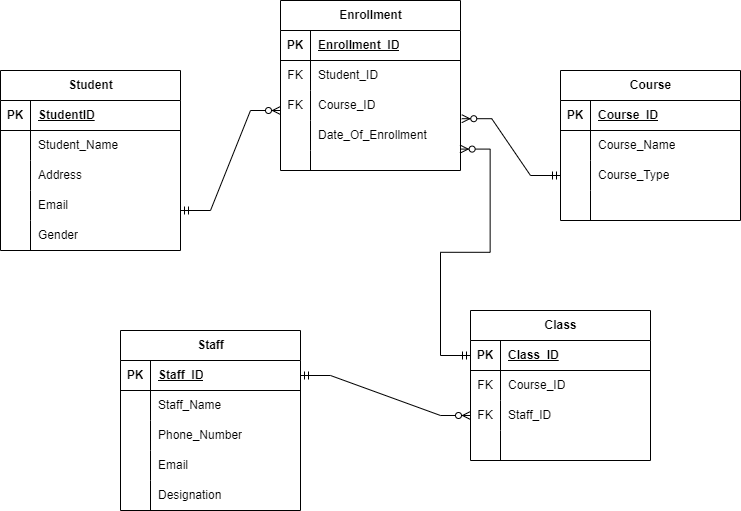 Enrollment
PK Enrollment_ID
FK Student_ID
FK Course_ID
Date_Of_Enrollment
Student
PK StudentID
Student_Name
Address
Email
Gender
Course
PK Course_ID
Course_Name
Course_Type
Staff
PK Staff_ID
Staff_Name
Phone_Number
Email
Designation
Class
PK Class_ID
FK Course_ID
FK Staff_ID